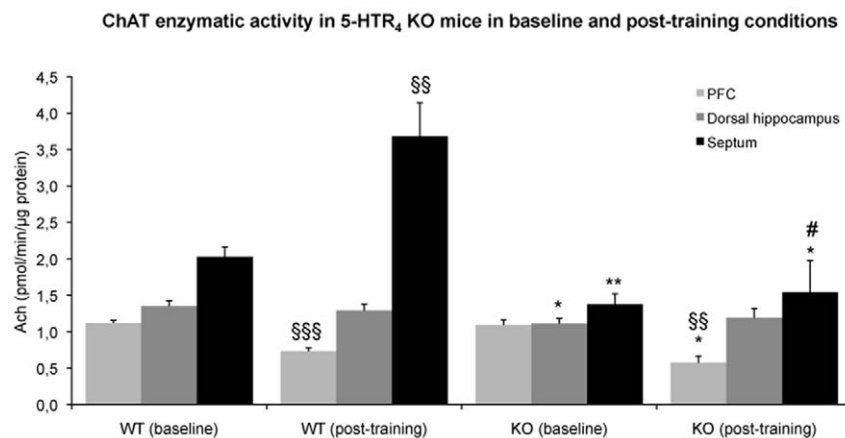 ChAT enzymatic activity in 5-HTR₄ KO mice in baseline and post-training conditions
4,5
4,0
3,5
3,0
2,5
2,0
1,5
1,0
0,5
0,0
Ach (pmol/min/µg protein)
PFC
Dorsal hippocampus
Septum
§§§
§§
*
**
§§
*
#
*
WT (baseline)
WT (post-training)
KO (baseline)
KO (post-training)